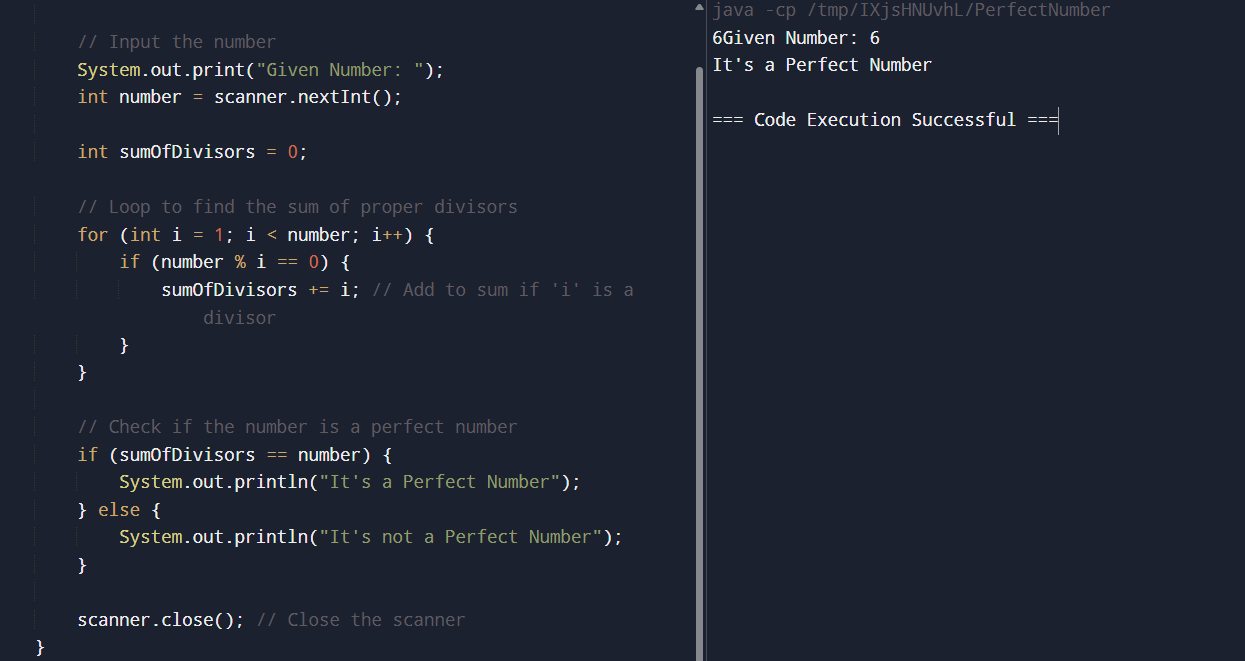 // Input the number
System.out.print("Given Number: ");
int number = scanner.nextInt();
int sumOfDivisors = 0;
// Loop to find the sum of proper divisors
for (int i = 1; i < number; i++) {
if (number % i == 0) {
sumOfDivisors += i; // Add to sum if 'i' is a
divisor
}
}
// Check if the number is a perfect number
if (sumOfDivisors == number) {
System.out.println("It's a Perfect Number");
} else {
System.out.println("It's not a Perfect Number");
}
scanner.close(); // Close the scanner
}
java -cp /tmp/IXjsHNUvhL/PerfectNumber
6Given Number: 6
It's a Perfect Number
=== Code Execution Successful ===